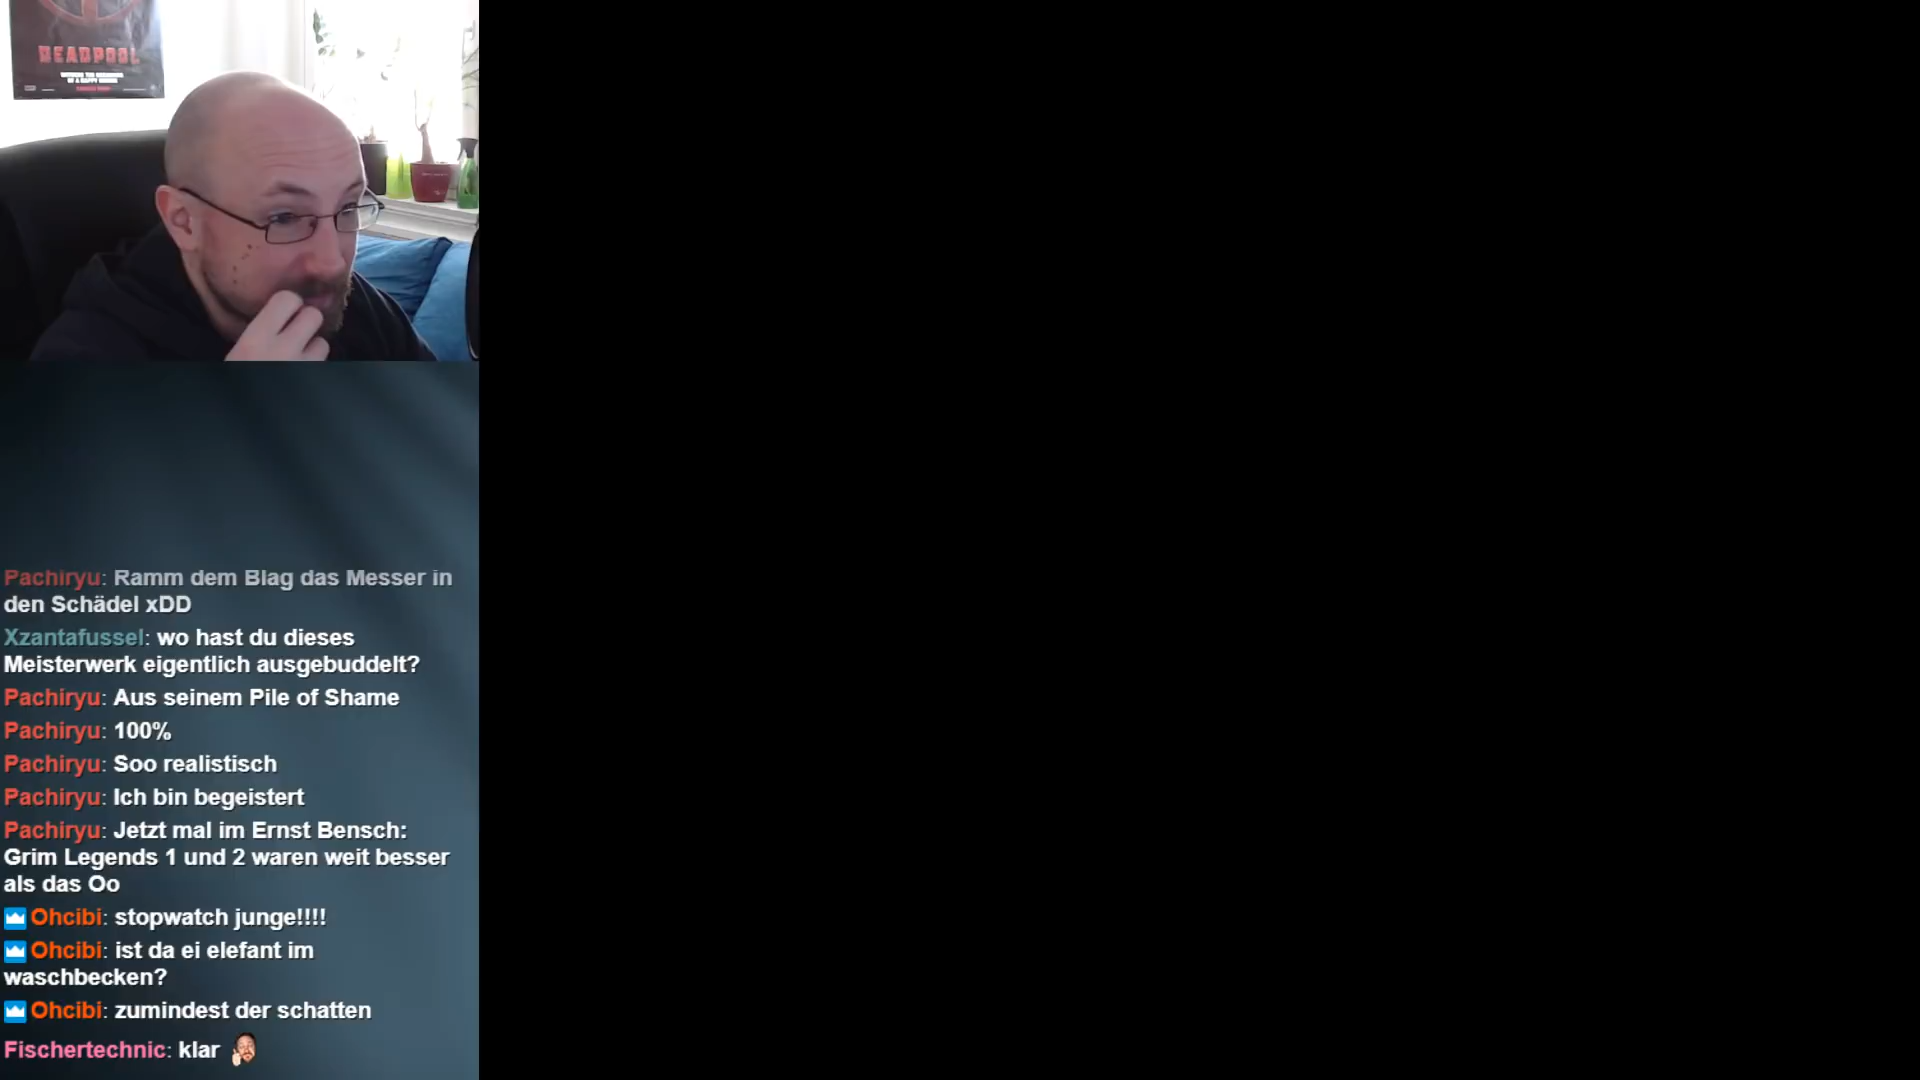 DEADPOOL
Pachiryu: Ramm dem Blag das Messer in
den Schädel xDD
Xzantafussel: wo hast du dieses
Meisterwerk eigentlich ausgebuddelt?
Pachiryu: Aus seinem Pile of Shame
Pachiryu: 100%
Pachiryu: Soo realistisch
Pachiryu: Ich bin begeistert
Pachiryu: Jetzt mal im Ernst Bensch:
Grim Legends 1 und 2 waren weit besser
als das Oo
Ohcibi: stopwatch junge!!!!
Ohcibi: ist da ei elefant im
waschbecken?
Ohcibi: zumindest der schatten
Fischertechnic: klar